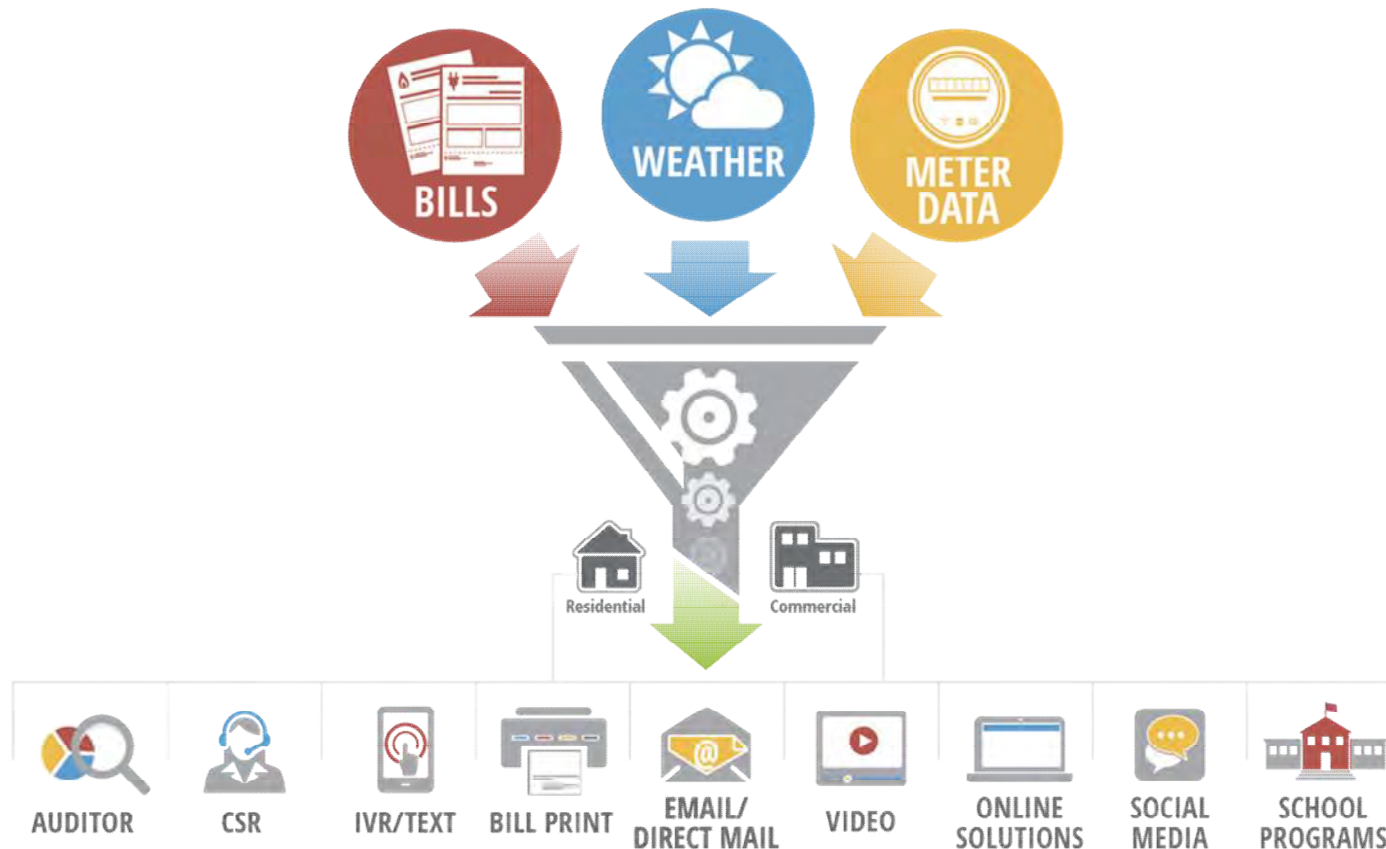 BILLS
WEATHER
METER
DATA
Residential
Commercial
AUDITOR
CSR
IVR/TEXT
BILL PRINT
EMAIL/
DIRECT MAIL
VIDEO
ONLINE
SOLUTIONS
SOCIAL
MEDIA
SCHOOL
PROGRAMS